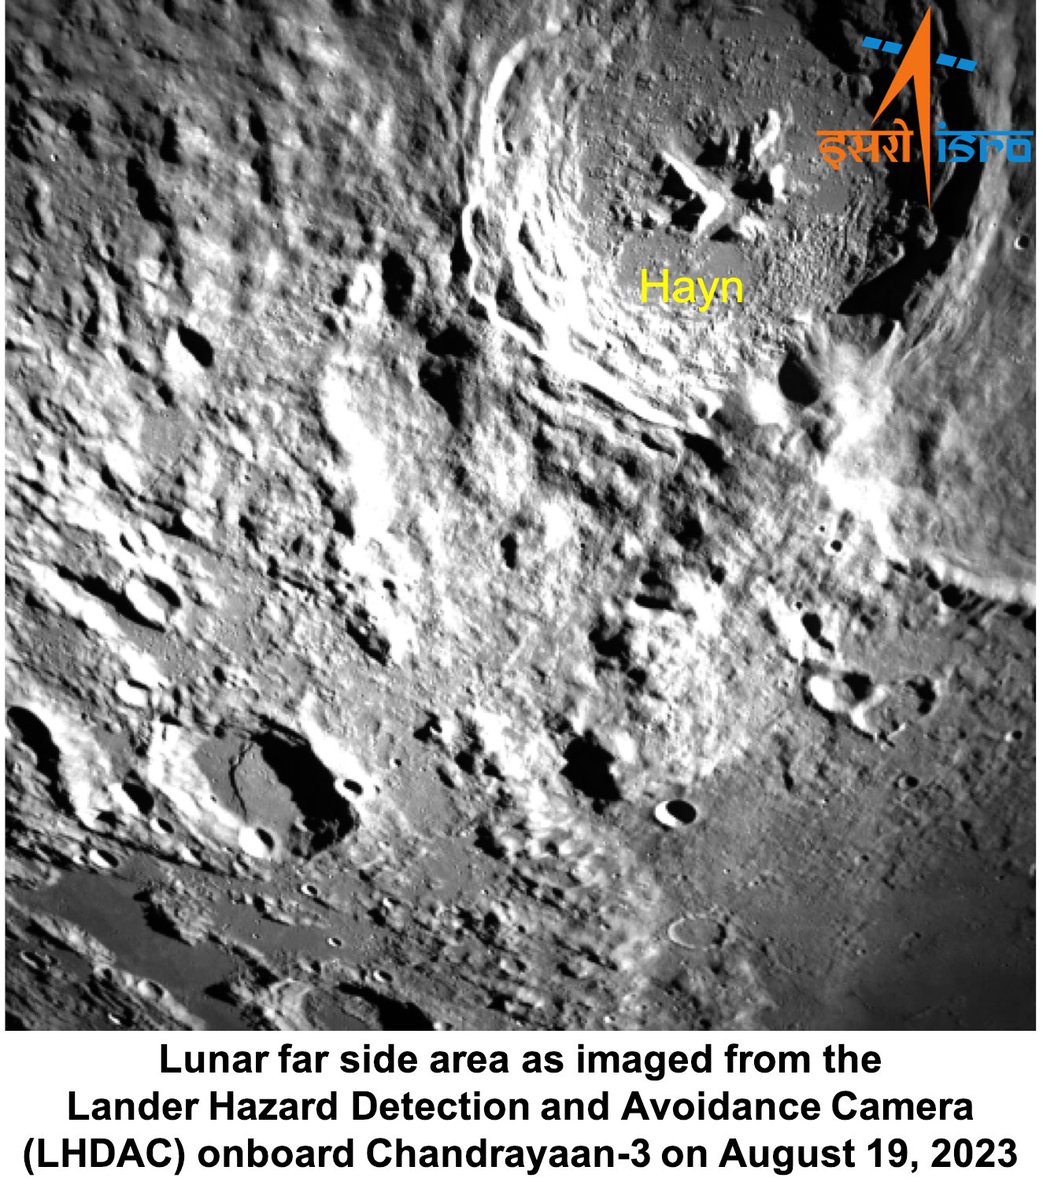 इसरो isro
Hayn
Lunar far side area as imaged from the
Lander Hazard Detection and Avoidance Camera
(LHDAC) onboard Chandrayaan-3 on August 19, 2023